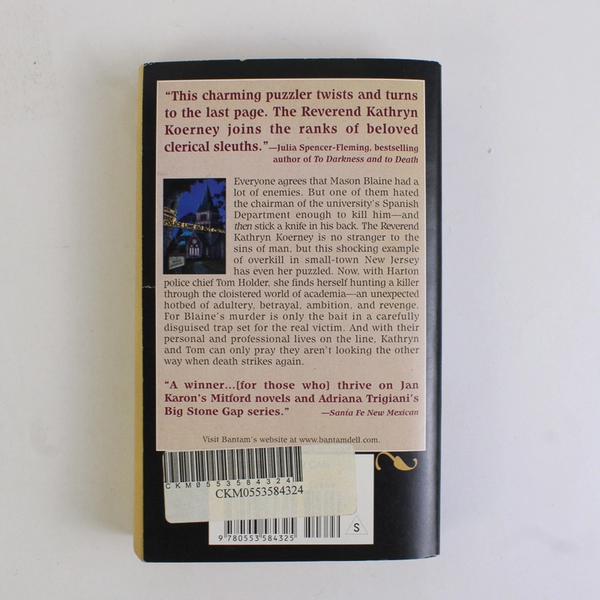 “This charming puzzler twists and turns
to the last page. The Reverend Kathryn
Koerney joins the ranks of beloved
clerical sleuths.”—Julia Spencer-Fleming, bestselling
author of To Darkness and to Death
Everyone agrees that Mason Blaine had a
lot of enemies. But one of them hated
the chairman of the university's Spanish
Department enough to kill him—and
then stick a knife in his back. The Reverend
Kathryn Koerney is no stranger to the
sins of man, but this shocking example
of overkill in small-town New Jersey
has even her puzzled. Now, with Harton
police chief Tom Holder, she finds herself hunting a killer
through the cloistered world of academia—an unexpected
hotbed of adultery, betrayal, ambition, and revenge.
For Blaine's murder is only the bait in a carefully
disguised trap set for the real victim. And with their
personal and professional lives on the line, Kathryn
and Tom can only pray they aren't looking the other
way when death strikes again.
“A winner...[for those who] thrive on Jan
Karon's Mitford novels and Adriana Trigiani's
Big Stone Gap series.” —Santa Fe New Mexican
Visit Bantam's website at www.bantamdell.com.
CKM0553584324
CKM0553584324
9 780553 584325
S